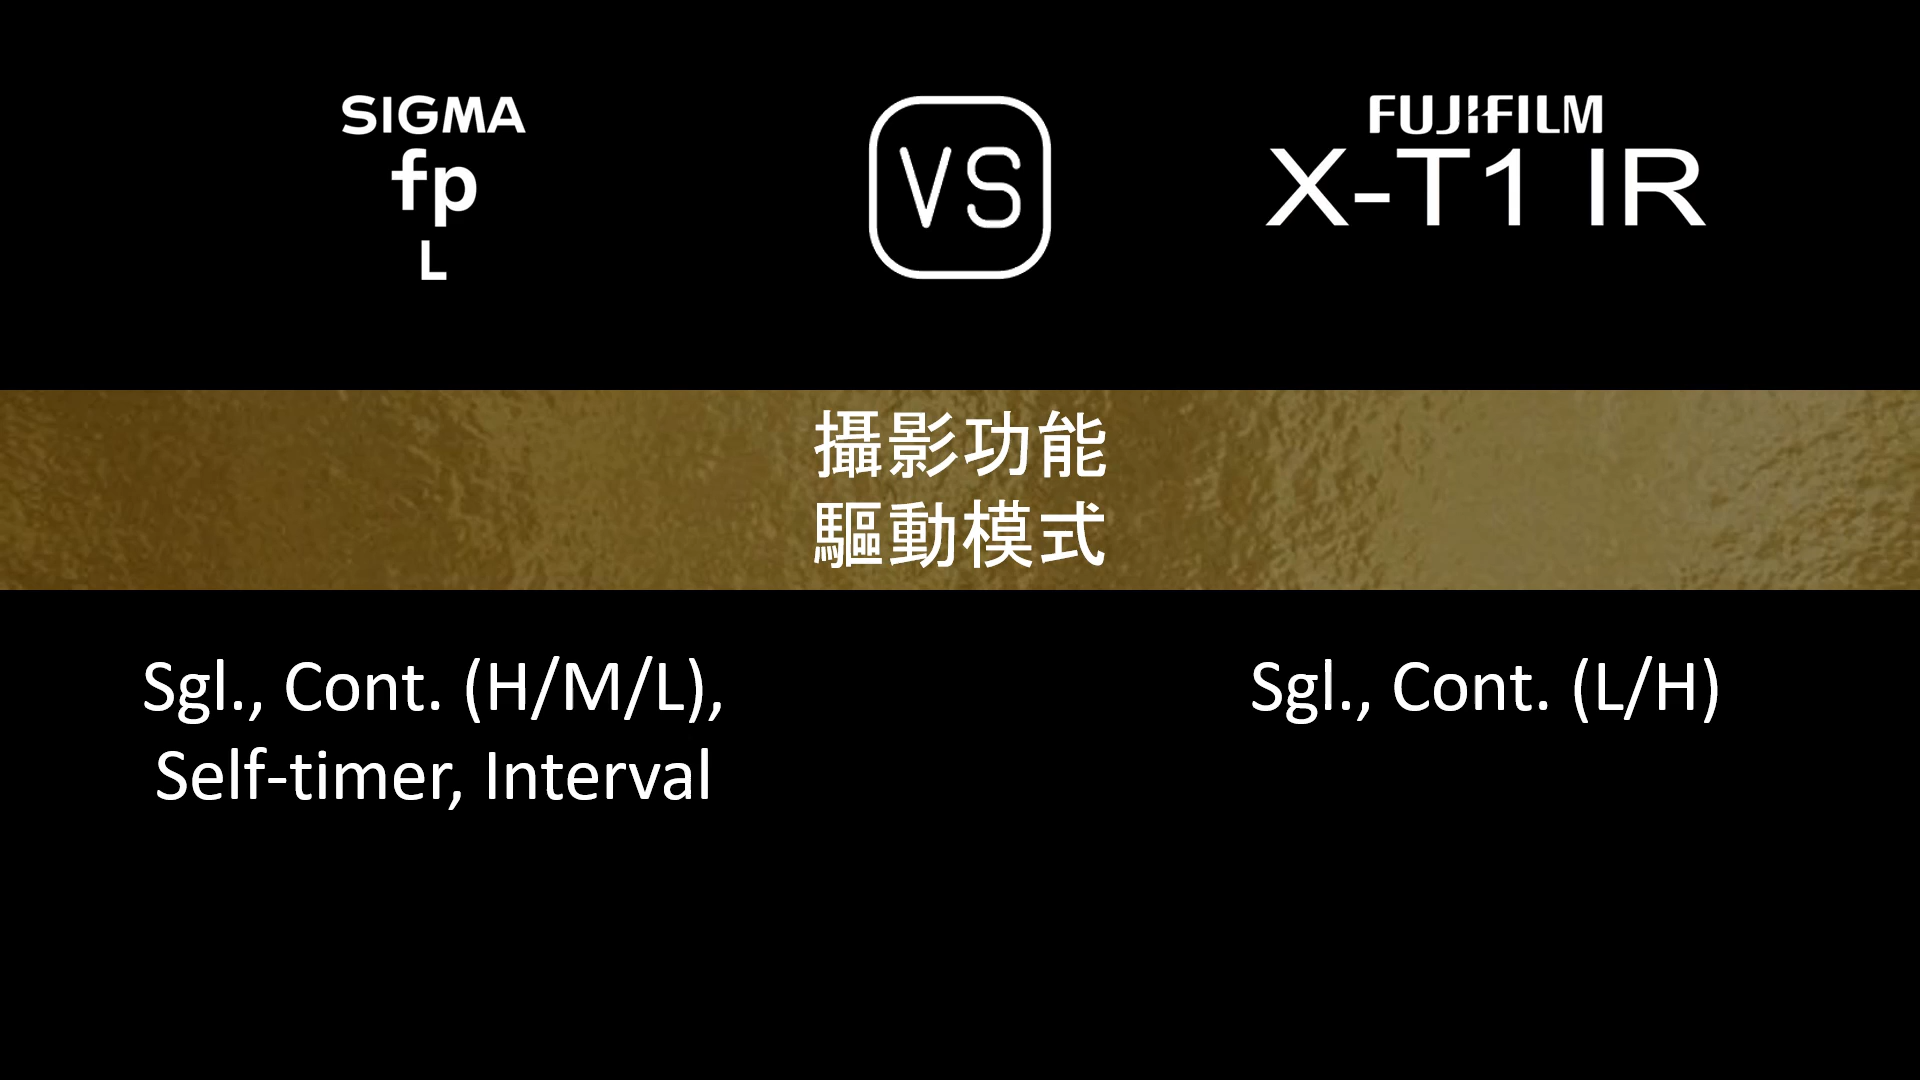 SIGMA
fp
L
VS
FUJIFILM
X-T1 IR
攝影功能
驅動模式
Sgl., Cont. (H/M/L),
Self-timer, Interval
Sgl., Cont. (L/H)